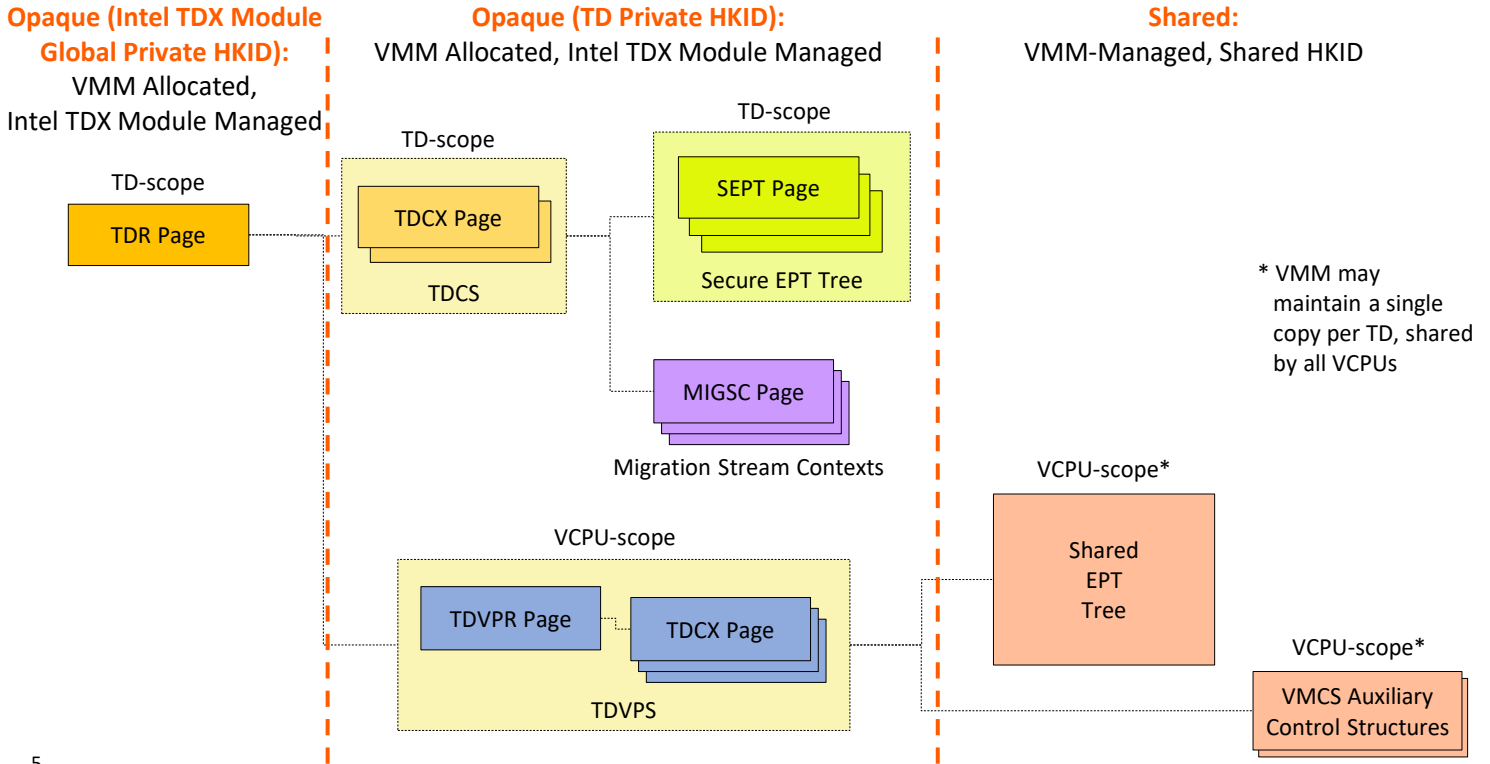 Opaque (Intel TDX Module
Global Private HKID):
VMM Allocated,
Intel TDX Module Managed
Opaque (TD Private HKID):
VMM Allocated, Intel TDX Module Managed
Shared:
VMM-Managed, Shared HKID
TD-scope
TDR Page
TD-scope
TDCX Page
TDCS
TD-scope
SEPT Page
Secure EPT Tree
MIGSC Page
Migration Stream Contexts
* VMM may
maintain a single
copy per TD, shared
by all VCPUs
VCPU-scope
TDVPR Page
TDCX Page
TDVPS
VCPU-scope*
Shared
EPT
Tree
VCPU-scope*
VMCS Auxiliary
Control Structures
5